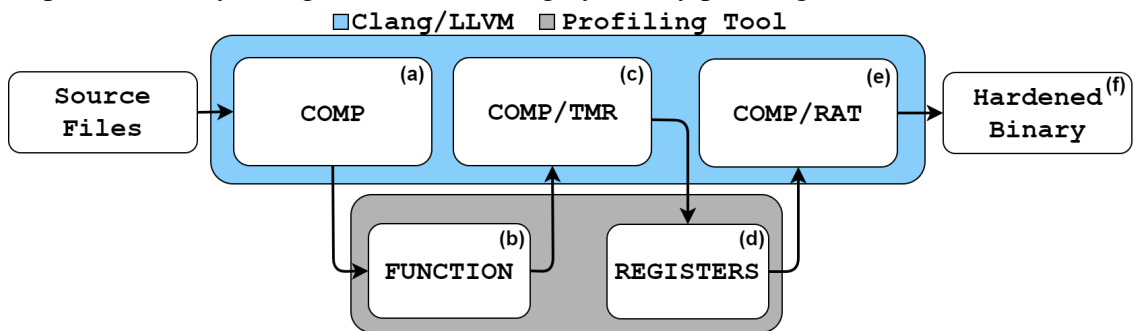 Clang/LLVM Profiling Tool
(a) (c) (e) (f)
Source
Files
COMP
COMP/TMR
COMP/RAT
Hardened
Binary
(b) (d)
FUNCTION
REGISTERS